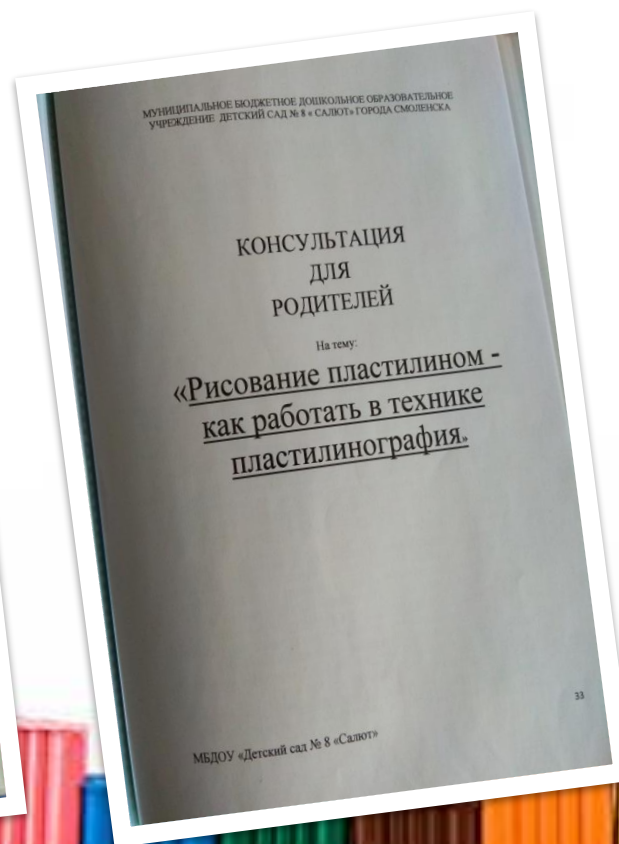 МУНИЦИПАЛЬНОЕ БЮДЖЕТНОЕ ДОШКОЛЬНОЕ ОБРАЗОВАТЕЛЬНОЕ
УЧРЕЖДЕНИЕ ДЕТСКИЙ САД № 8 « САЛЮТ» ГОРОДА СМОЛЕНСКА
КОНСУЛЬТАЦИЯ
ДЛЯ
РОДИТЕЛЕЙ
На тему:
«Рисование пластилином -
как работать в технике
пластилинография»
33
МБДОУ «Детский сад № 8 «Салют»